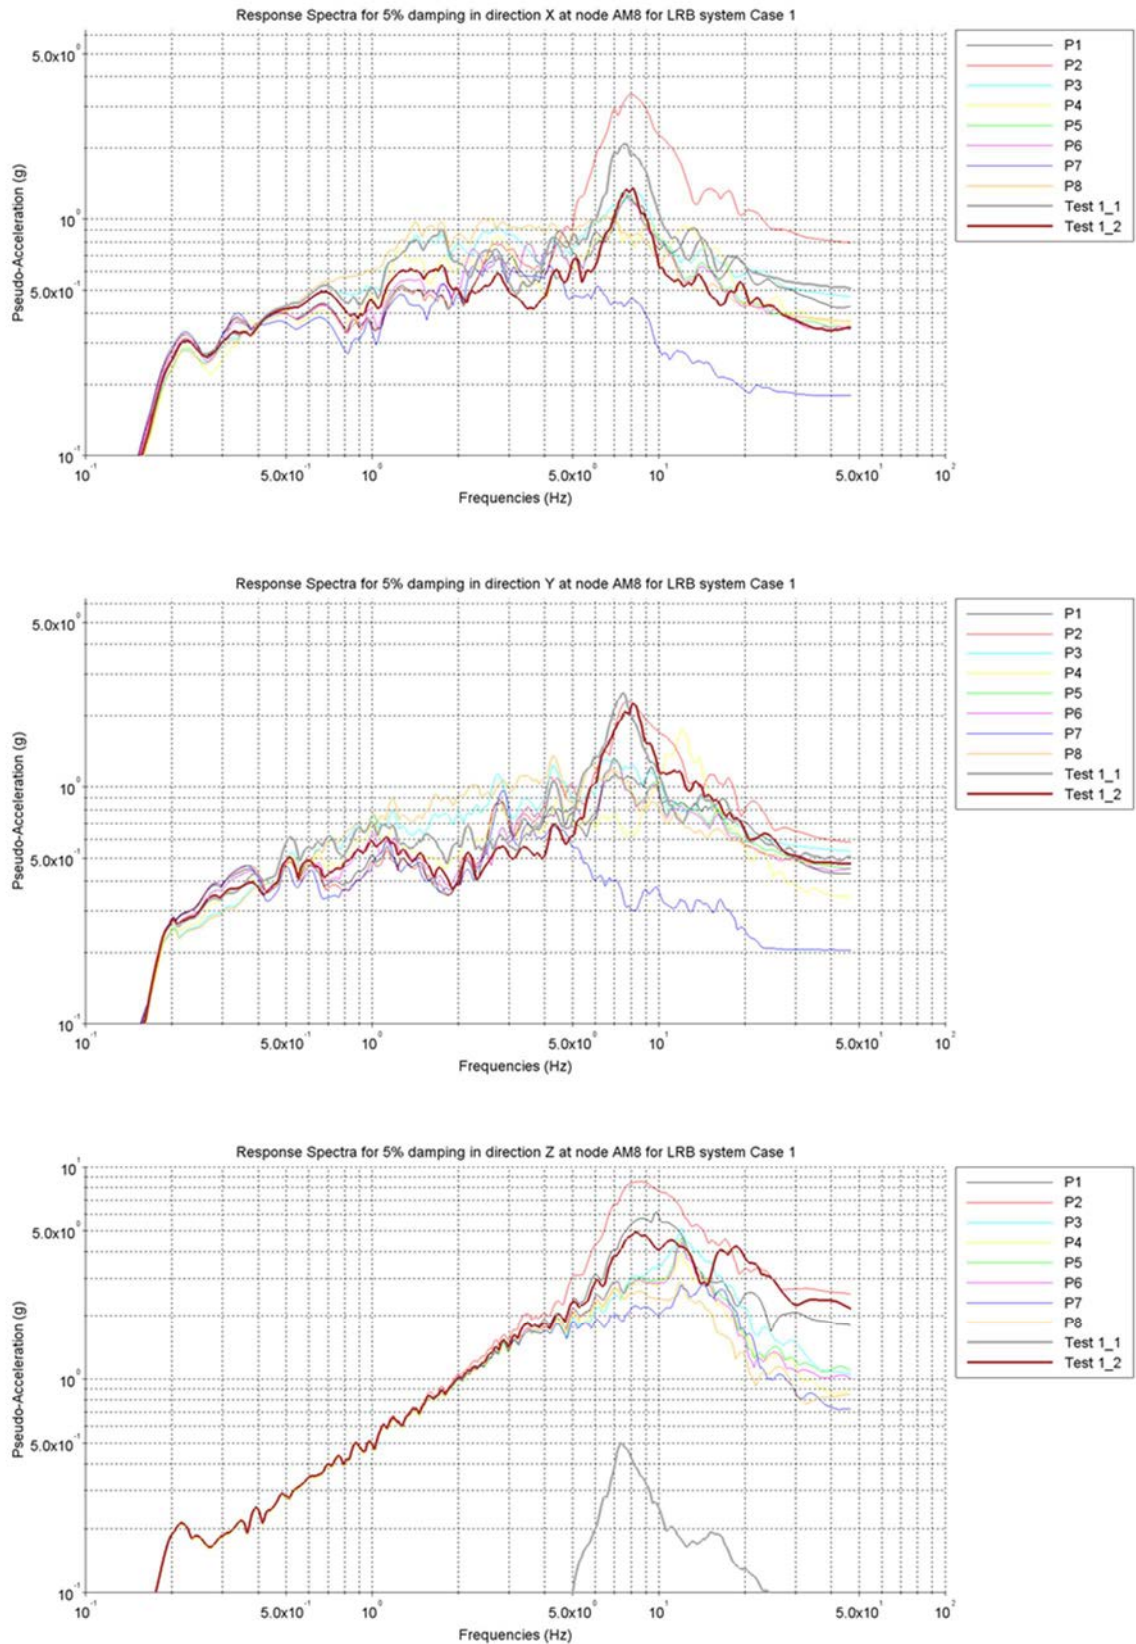 Response Spectra for 5% damping in direction X at node AM8 for LRB system Case 1
5.0x10⁰
10⁰
5.0x10⁻¹
10⁻¹
Pseudo-Acceleration (g)
10⁻¹ 5.0x10⁻¹ 10⁰ 5.0x10⁰ 10¹ 5.0x10¹ 10²
Frequencies (Hz)
P1
P2
P3
P4
P5
P6
P7
P8
Test 1_1
Test 1_2
Response Spectra for 5% damping in direction Y at node AM8 for LRB system Case 1
5.0x10⁰
10⁰
5.0x10⁻¹
10⁻¹
Pseudo-Acceleration (g)
10⁻¹ 5.0x10⁻¹ 10⁰ 5.0x10⁰ 10¹ 5.0x10¹ 10²
Frequencies (Hz)
P1
P2
P3
P4
P5
P6
P7
P8
Test 1_1
Test 1_2
Response Spectra for 5% damping in direction Z at node AM8 for LRB system Case 1
10¹
5.0x10⁰
10⁰
5.0x10⁻¹
10⁻¹
Pseudo-Acceleration (g)
10⁻¹ 5.0x10⁻¹ 10⁰ 5.0x10⁰ 10¹ 5.0x10¹ 10²
Frequencies (Hz)
P1
P2
P3
P4
P5
P6
P7
P8
Test 1_1
Test 1_2